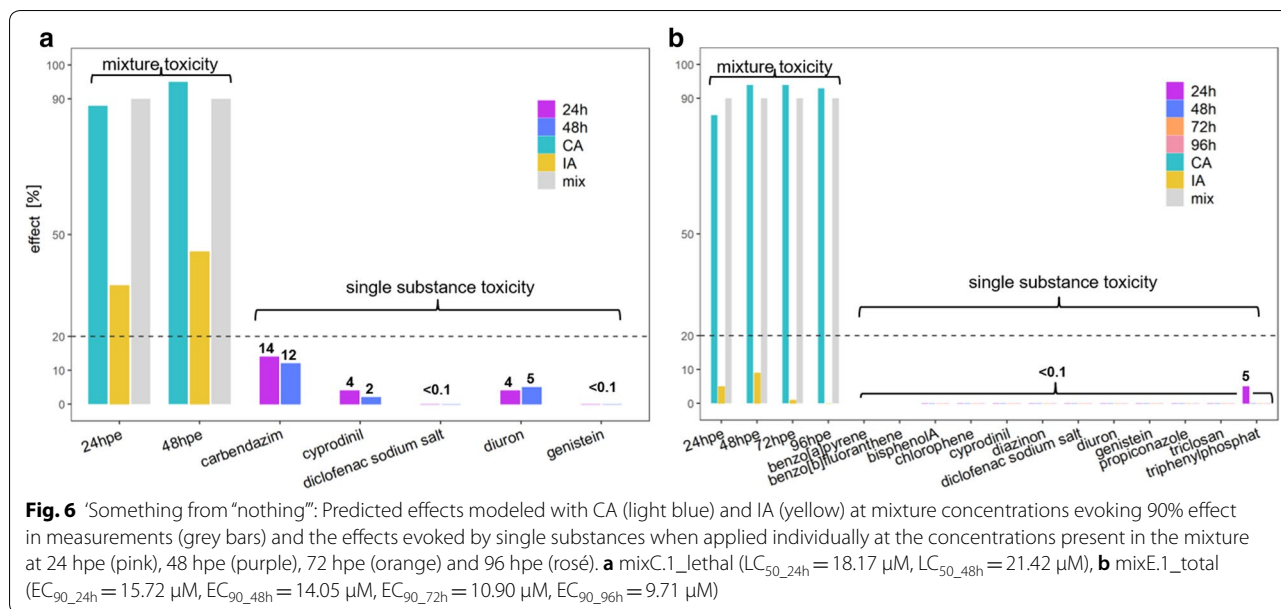 a
mixture toxicity
100
90
50
20
10
0
effect [%]
24h
48h
CA
IA
mix
single substance toxicity
14
12
4
2
<0.1
4
5
<0.1
24hpe
48hpe
carbendazim
cyprodinil
diclofenac sodium salt
diuron
genistein
b
mixture toxicity
100
90
50
20
10
0
24h
48h
72h
96h
CA
IA
mix
single substance toxicity
<0.1
5
24hpe
48hpe
72hpe
96hpe
benzo[a]pyrene
benzo[b]fluoranthene
bisphenolA
chlorophene
cyprodinil
diazinon
diclofenac sodium salt
diuron
genistein
propiconazole
triclosan
triphenylphosphat
Fig. 6 'Something from "nothing"': Predicted effects modeled with CA (light blue) and IA (yellow) at mixture concentrations evoking 90% effect
in measurements (grey bars) and the effects evoked by single substances when applied individually at the concentrations present in the mixture
at 24 hpe (pink), 48 hpe (purple), 72 hpe (orange) and 96 hpe (rosé). a mixC.1_lethal (LC50_24h = 18.17 µM, LC50_48h = 21.42 µM), b mixE.1_total
(EC90_24h = 15.72 µM, EC90_48h = 14.05 µM, EC90_72h = 10.90 µM, EC90_96h = 9.71 µM)